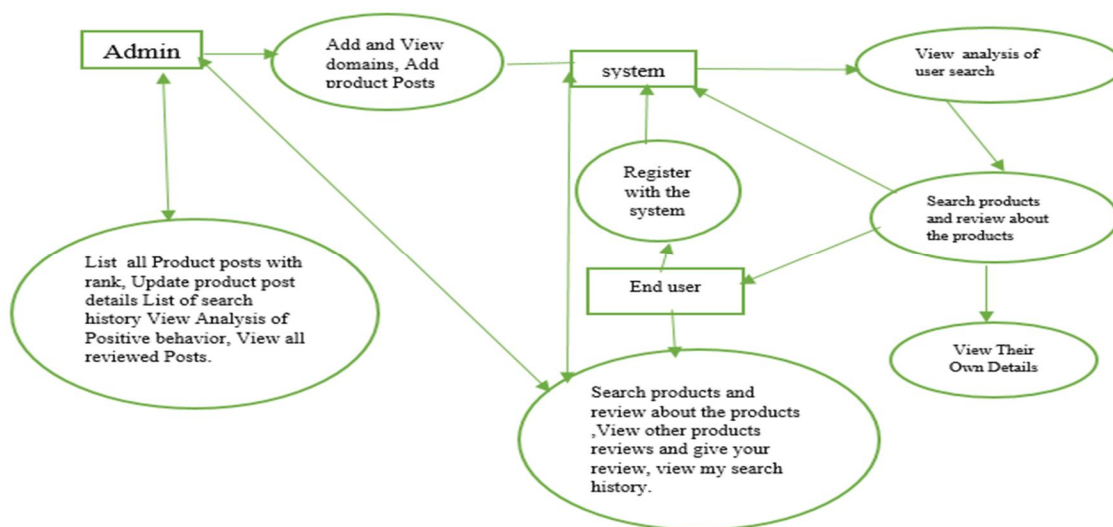 Admin
Add and View
domains, Add
product Posts
system
View analysis of
user search
Register
with the
system
Search products
and review about
the products
List all Product posts with
rank, Update product post
details List of search
history View Analysis of
Positive behavior, View all
reviewed Posts.
End user
View Their
Own Details
Search products and
review about the products
,View other products
reviews and give your
review, view my search
history.